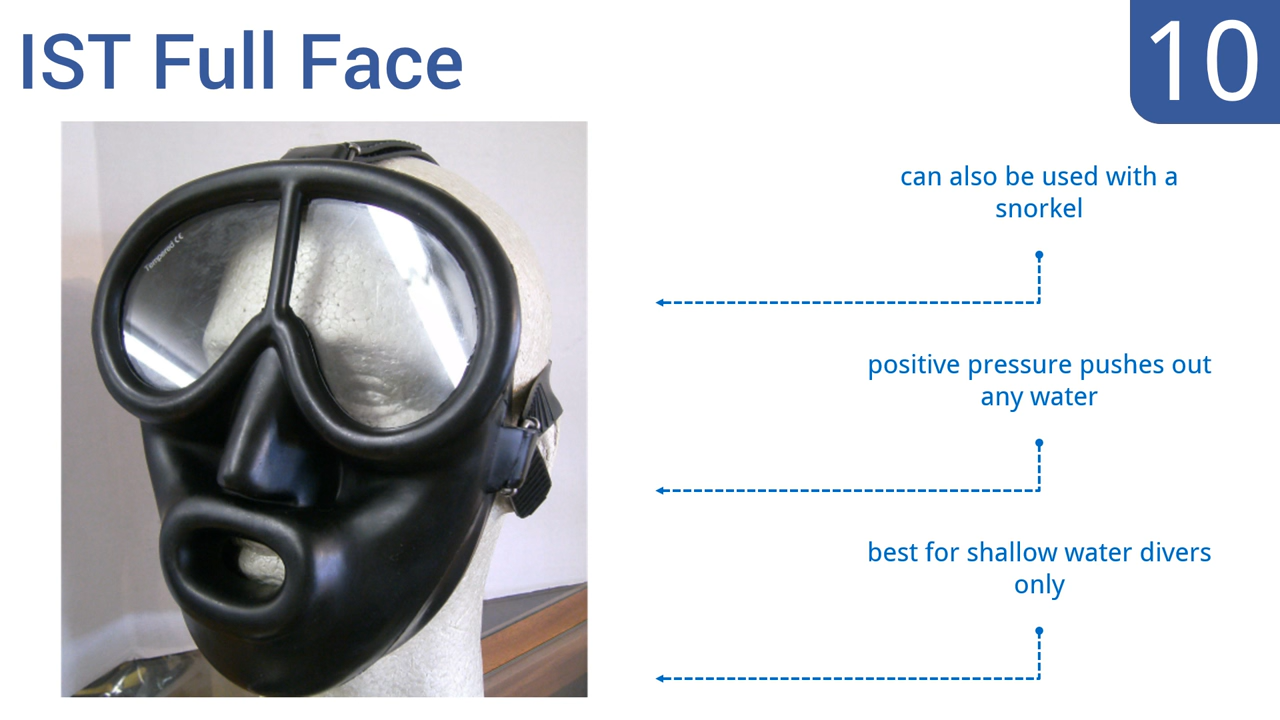 IST Full Face
10
can also be used with a
snorkel
positive pressure pushes out
any water
best for shallow water divers
only
Tempered CE